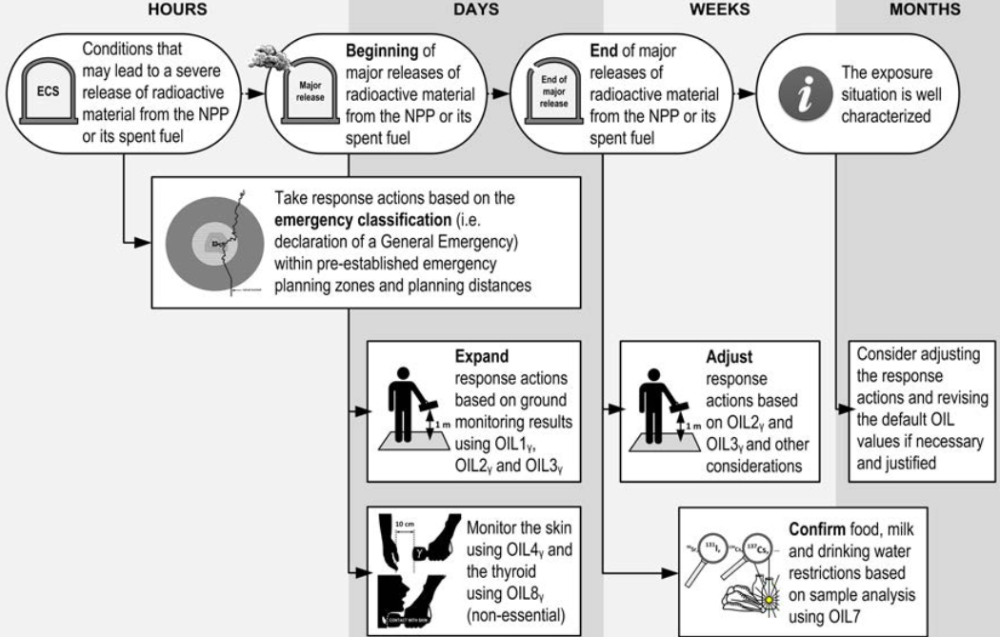 HOURS
DAYS
WEEKS
MONTHS
ECS
Conditions that
may lead to a severe
release of radioactive
material from the NPP
or its spent fuel
Major
release
Beginning of
major releases of
radioactive material
from the NPP or its
spent fuel
End of
major
release
End of major
releases of
radioactive material
from the NPP or its
spent fuel
i
The exposure
situation is well
characterized
Take response actions based on the
emergency classification (i.e.
declaration of a General Emergency)
within pre-established emergency
planning zones and planning distances
1 m
Expand
response actions
based on ground
monitoring results
using OIL1γ,
OIL2γ and OIL3γ
1 m
Adjust
response
actions based
on OIL2γ and
OIL3γ and other
considerations
Consider adjusting
the response
actions and revising
the default OIL
values if necessary
and justified
10 cm
γ
CONTACT WITH SKIN
Monitor the skin
using OIL4γ and
the thyroid
using OIL8γ
(non-essential)
¹³¹I,
¹³⁷Cs,
Confirm food, milk
and drinking water
restrictions based
on sample analysis
using OIL7